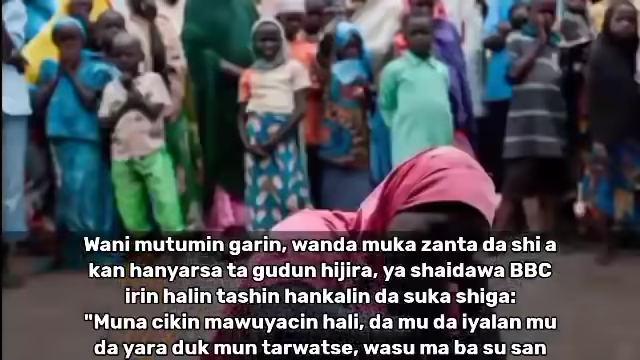 Wani mutumin garin, wanda muka zanta da shi a
kan hanyarsa ta gudun hijira, ya shaidawa BBC
irin halin tashin hankalin da suka shiga:
"Muna cikin mawuyacin hali, da mu da iyalan mu
da yara duk mun tarwatse, wasu ma ba su san